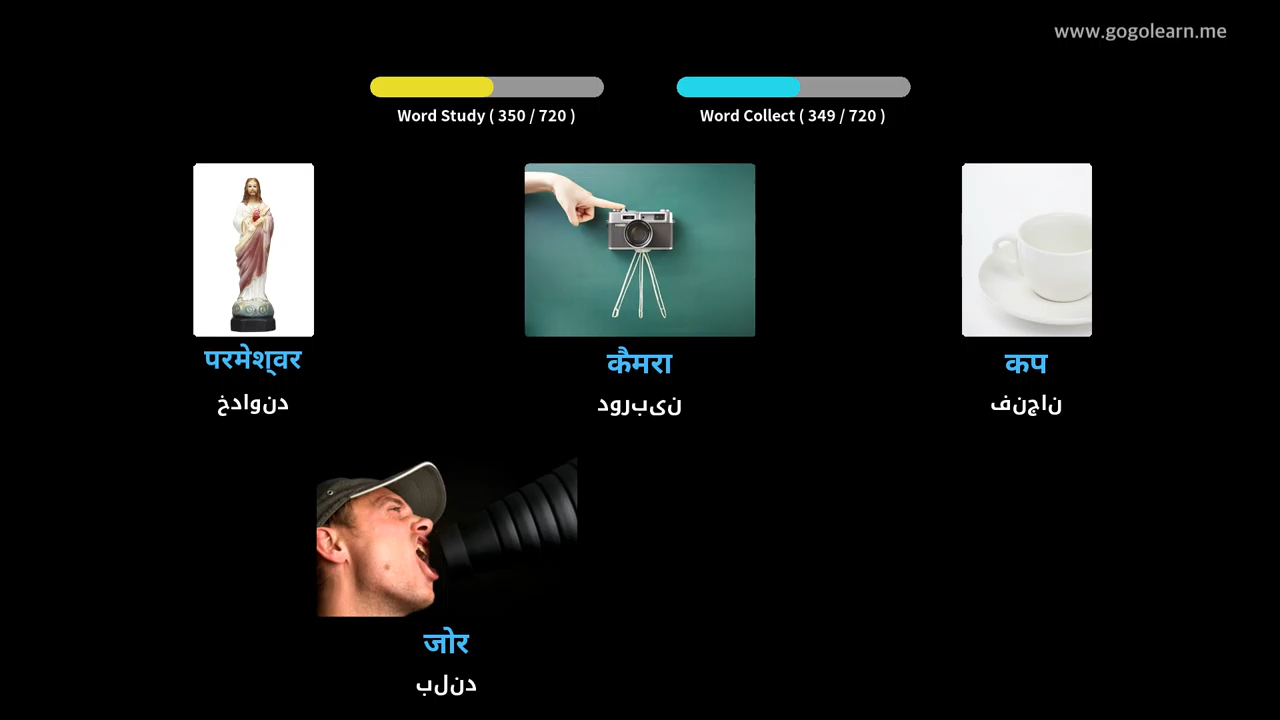 www.gogolearn.me
Word Study ( 350 / 720 )
Word Collect ( 349 / 720 )
परमेश्वर
कैमरा
कप
خداوند
دوربین
فنجان
जोर
بلند